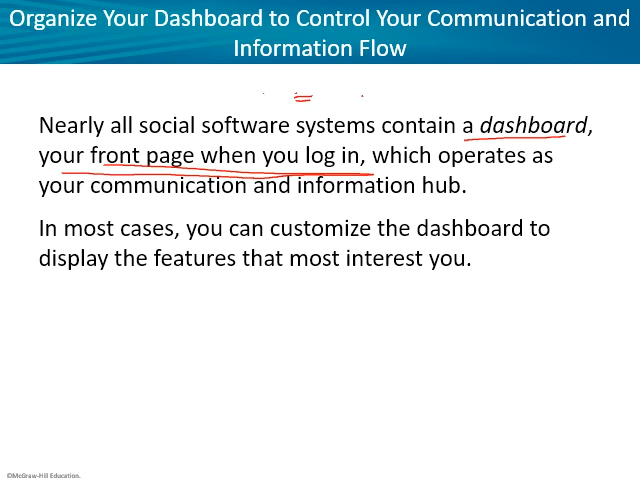 Organize Your Dashboard to Control Your Communication and
Information Flow
Nearly all social software systems contain a dashboard,
your front page when you log in, which operates as
your communication and information hub.
In most cases, you can customize the dashboard to
display the features that most interest you.
©McGraw-Hill Education.